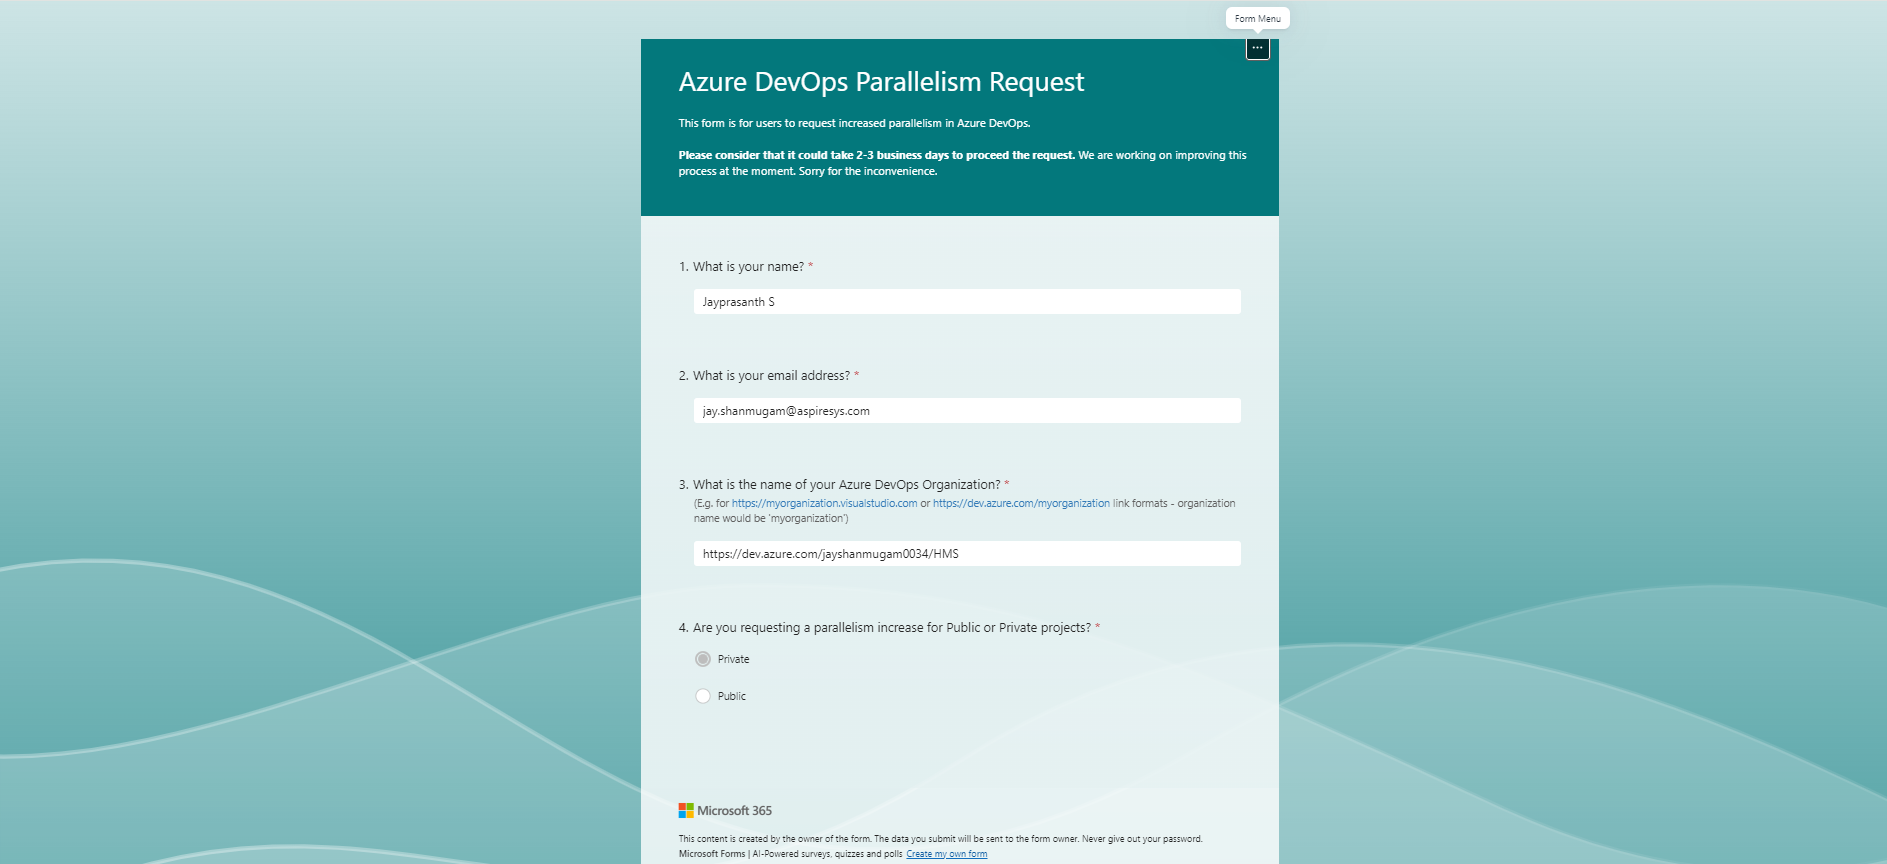 Form Menu
...
Azure DevOps Parallelism Request
This form is for users to request increased parallelism in Azure DevOps.
Please consider that it could take 2-3 business days to proceed the request. We are working on improving this
process at the moment. Sorry for the inconvenience.
1. What is your name? *
Jayprasanth S
2. What is your email address? *
jay.shanmugam@aspiresys.com
3. What is the name of your Azure DevOps Organization? *
(E.g. for https://myorganization.visualstudio.com or https://dev.azure.com/myorganization link formats - organization
name would be 'myorganization')
https://dev.azure.com/jayshanmugam0034/HMS
4. Are you requesting a parallelism increase for Public or Private projects? *
Private
Public
Microsoft 365
This content is created by the owner of the form. The data you submit will be sent to the form owner. Never give out your password.
Microsoft Forms | AI-Powered surveys, quizzes and polls Create my own form